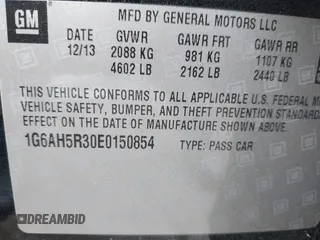 GM
MFD BY GENERAL MOTORS LLC
DATE GVWR GAWR FRT GAWR RR
12/13 2088 KG 981 KG 1107 KG
4602 LB 2162 LB 2440 LB
THIS VEHICLE CONFORMS TO ALL APPLICABLE U.S. FEDERAL M
VEHICLE SAFETY, BUMPER, AND THEFT PREVENTION STANDARD
EFFECT ON THE DATE OF MANUFACTURE SHOWN ABOVE.
1G6AH5R30E0150854 TYPE: PASS CAR
GM
DREAMBID